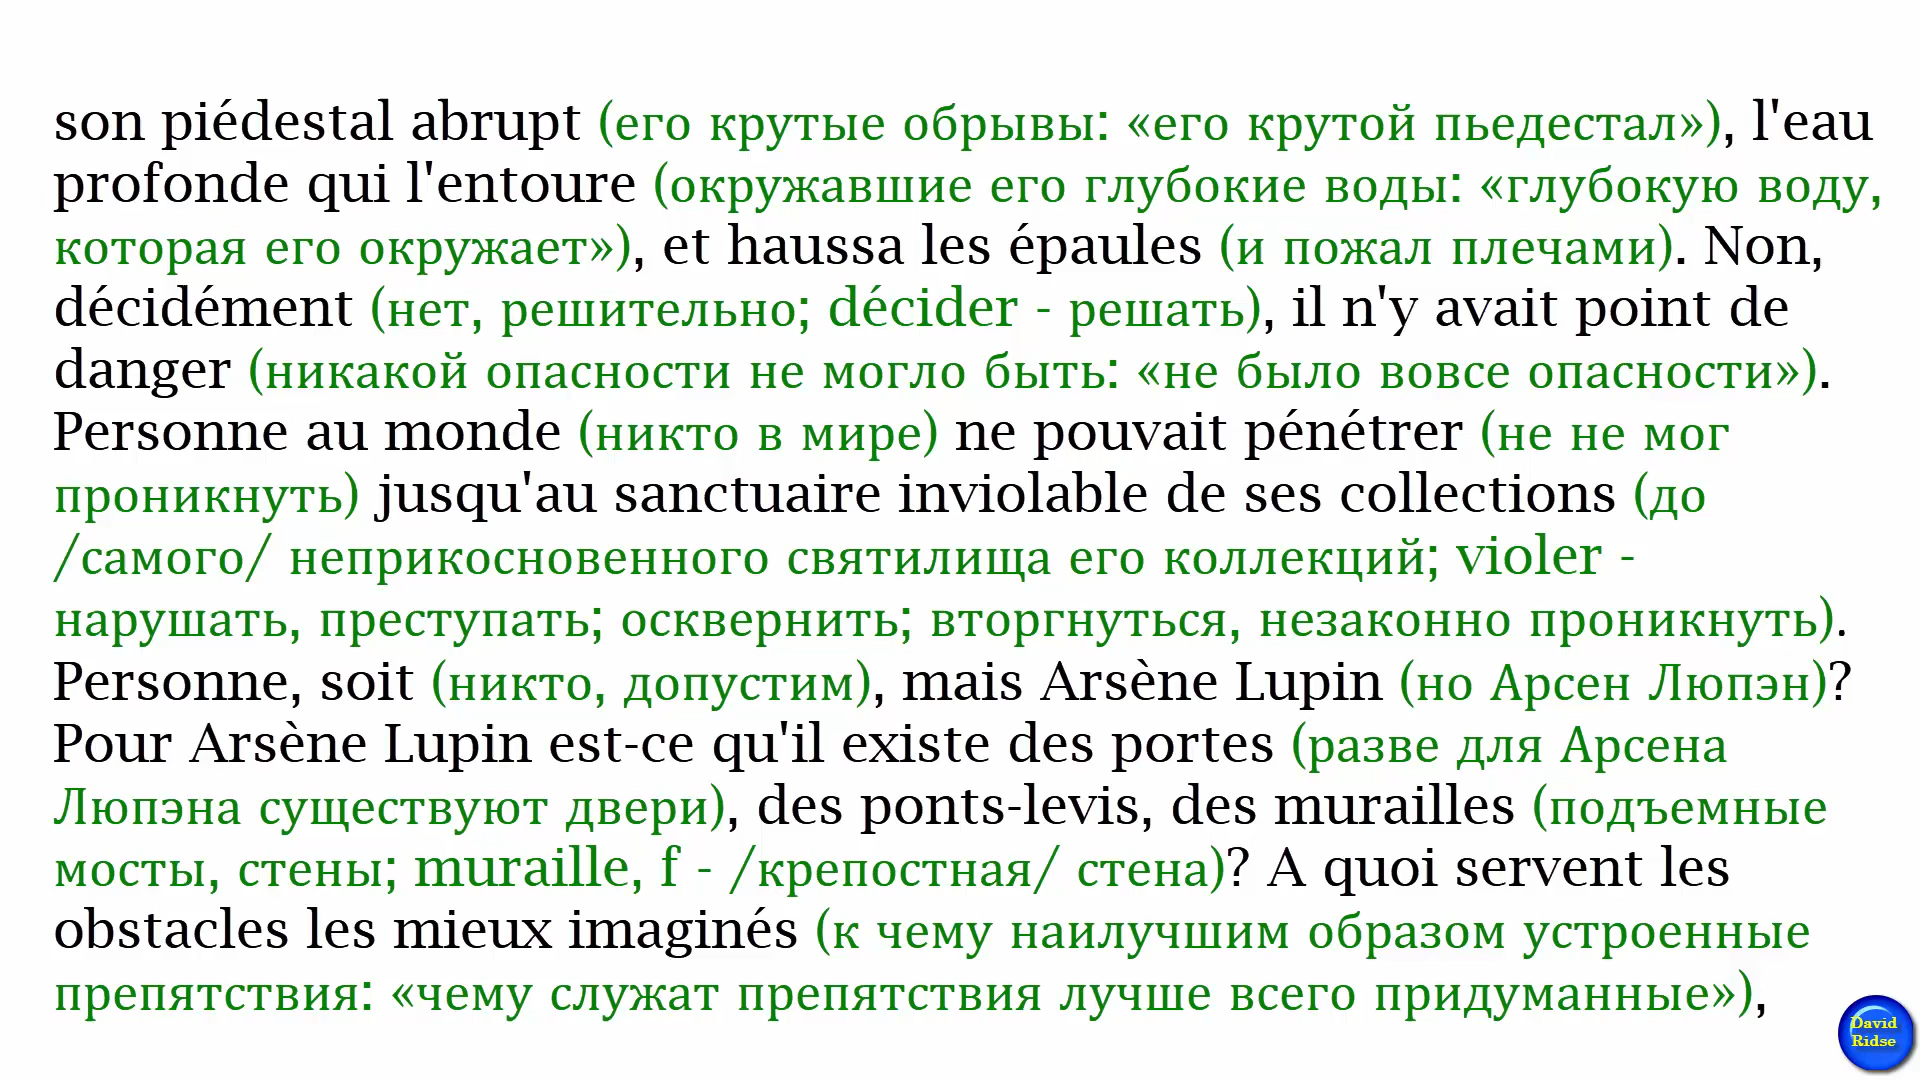 son piédestal abrupt (его крутые обрывы: «его крутой пьедестал»), l'eau
profonde qui l'entoure (окружавшие его глубокие воды: «глубокую воду,
которая его окружает»), et haussa les épaules (и пожал плечами). Non,
décidément (нет, решительно; décider - решать), il n'y avait point de
danger (никакой опасности не могло быть: «не было вовсе опасности»).
Personne au monde (никто в мире) ne pouvait pénétrer (не не мог
проникнуть) jusqu'au sanctuaire inviolable de ses collections (до
/самого/ неприкосновенного святилища его коллекций; violer -
нарушать, преступать; осквернить; вторгнуться, незаконно проникнуть).
Personne, soit (никто, допустим), mais Arsène Lupin (но Арсен Люпэн)?
Pour Arsène Lupin est-ce qu'il existe des portes (разве для Арсена
Люпэна существуют двери), des ponts-levis, des murailles (подъемные
мосты, стены; muraille, f - /крепостная/ стена)? A quoi servent les
obstacles les mieux imaginés (к чему наилучшим образом устроенные
препятствия: «чему служат препятствия лучше всего придуманные»),
David
Ridse